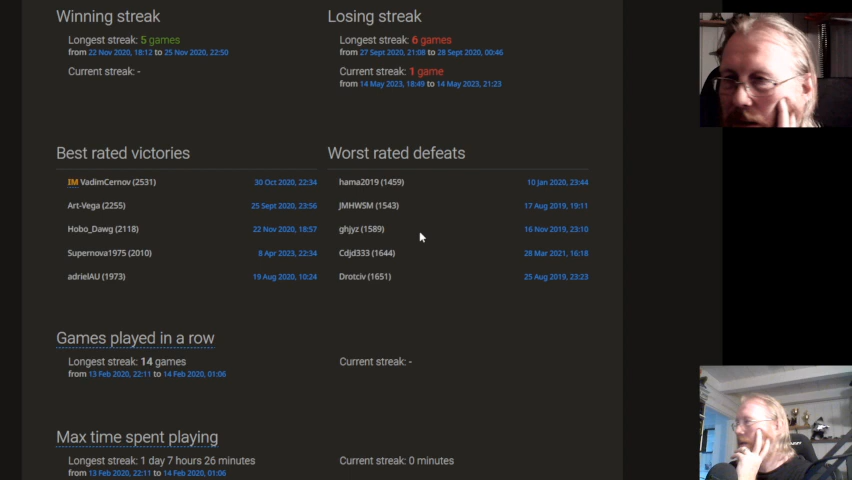 Winning streak
Losing streak
Longest streak: 5 games
from 22 Nov 2020, 18:12 to 25 Nov 2020, 22:50
Longest streak: 6 games
from 27 Sept 2020, 21:08 to 28 Sept 2020, 00:46
Current streak: -
Current streak: 1 game
from 14 May 2023, 18:49 to 14 May 2023, 21:23
Best rated victories
Worst rated defeats
IM VadimCernov (2531) 30 Oct 2020, 22:34
hama2019 (1459) 10 Jan 2020, 23:44
Art-Vega (2255) 25 Sept 2020, 23:56
JMHWSM (1543) 17 Aug 2019, 19:11
Hobo_Dawg (2118) 22 Nov 2020, 18:57
ghjyz (1589) 16 Nov 2019, 23:10
Supernova1975 (2010) 8 Apr 2023, 22:34
Cdjd333 (1644) 28 Mar 2021, 16:18
adrielAU (1973) 19 Aug 2020, 10:24
Drotciv (1651) 25 Aug 2019, 23:23
Games played in a row
Longest streak: 14 games
from 13 Feb 2020, 22:11 to 14 Feb 2020, 01:06
Current streak: -
Max time spent playing
Longest streak: 1 day 7 hours 26 minutes
from 13 Feb 2020, 22:11 to 14 Feb 2020, 01:06
Current streak: 0 minutes